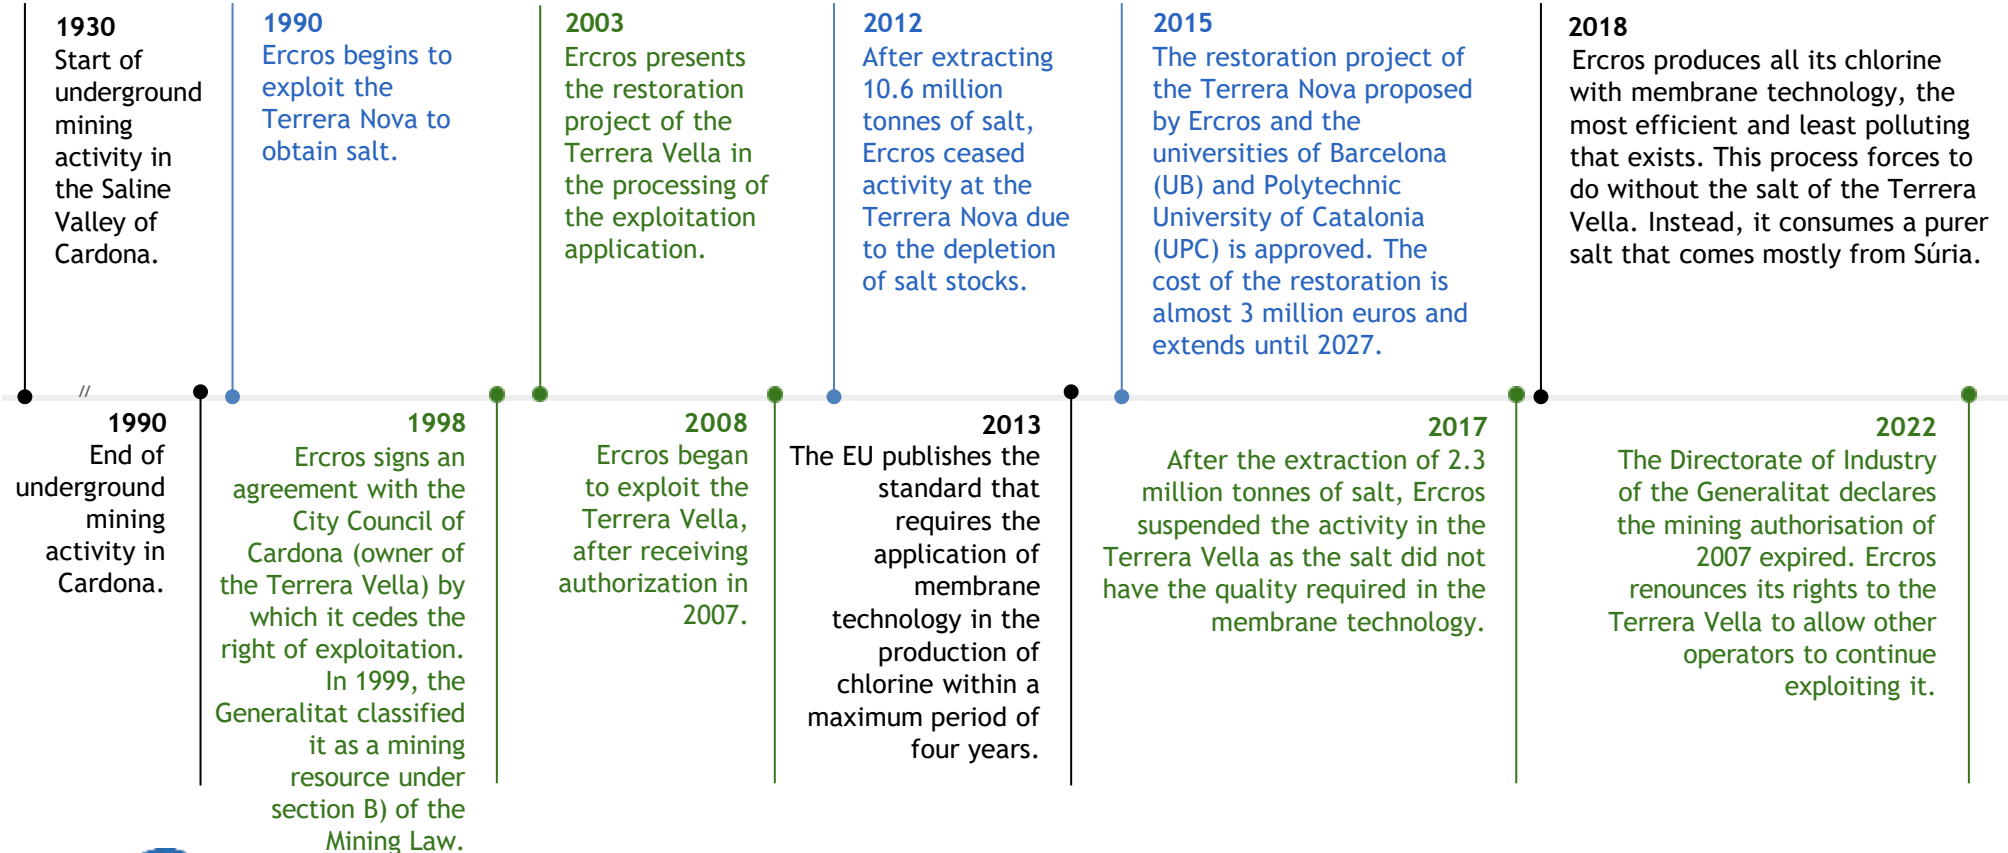 1930
Start of
underground
mining
activity in
the Saline
Valley of
Cardona.
1990
Ercros begins to
exploit the
Terrera Nova to
obtain salt.
2003
Ercros presents
the restoration
project of the
Terrera Vella in
the processing of
the exploitation
application.
2012
After extracting
10.6 million
tonnes of salt,
Ercros ceased
activity at the
Terrera Nova due
to the depletion
of salt stocks.
2015
The restoration project of
the Terrera Nova proposed
by Ercros and the
universities of Barcelona
(UB) and Polytechnic
University of Catalonia
(UPC) is approved. The
cost of the restoration is
almost 3 million euros and
extends until 2027.
2018
Ercros produces all its chlorine
with membrane technology, the
most efficient and least polluting
that exists. This process forces to
do without the salt of the Terrera
Vella. Instead, it consumes a purer
salt that comes mostly from Súria.
//
1990
End of
underground
mining
activity in
Cardona.
1998
Ercros signs an
agreement with the
City Council of
Cardona (owner of
the Terrera Vella) by
which it cedes the
right of exploitation.
In 1999, the
Generalitat classified
it as a mining
resource under
section B) of the
Mining Law.
2008
Ercros began
to exploit the
Terrera Vella,
after receiving
authorization in
2007.
2013
The EU publishes the
standard that
requires the
application of
membrane
technology in the
production of
chlorine within a
maximum period of
four years.
2017
After the extraction of 2.3
million tonnes of salt, Ercros
suspended the activity in the
Terrera Vella as the salt did not
have the quality required in the
membrane technology.
2022
The Directorate of Industry
of the Generalitat declares
the mining authorisation of
2007 expired. Ercros
renounces its rights to the
Terrera Vella to allow other
operators to continue
exploiting it.